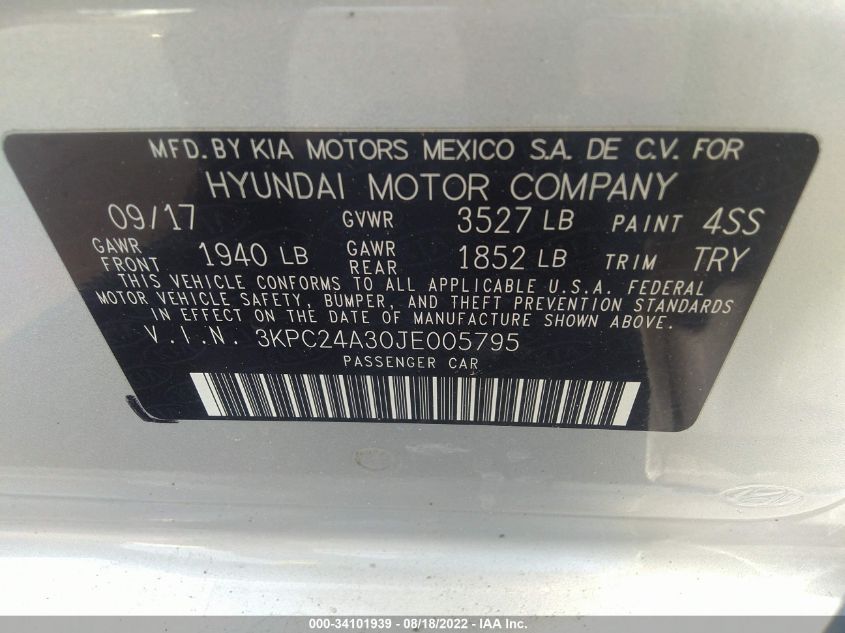 MFD. BY KIA MOTORS MEXICO S.A. DE C.V. FOR
HYUNDAI MOTOR COMPANY
09/17 GVWR 3527 LB PAINT 4SS
GAWR FRONT 1940 LB GAWR REAR 1852 LB TRIM TRY
THIS VEHICLE CONFORMS TO ALL APPLICABLE U.S.A. FEDERAL
MOTOR VEHICLE SAFETY, BUMPER, AND THEFT PREVENTION STANDARDS
IN EFFECT ON THE DATE OF MANUFACTURE SHOWN ABOVE.
V.I.N. 3KPC24A30JE005795
PASSENGER CAR
000-34101939 - 08/18/2022 - IAA Inc.